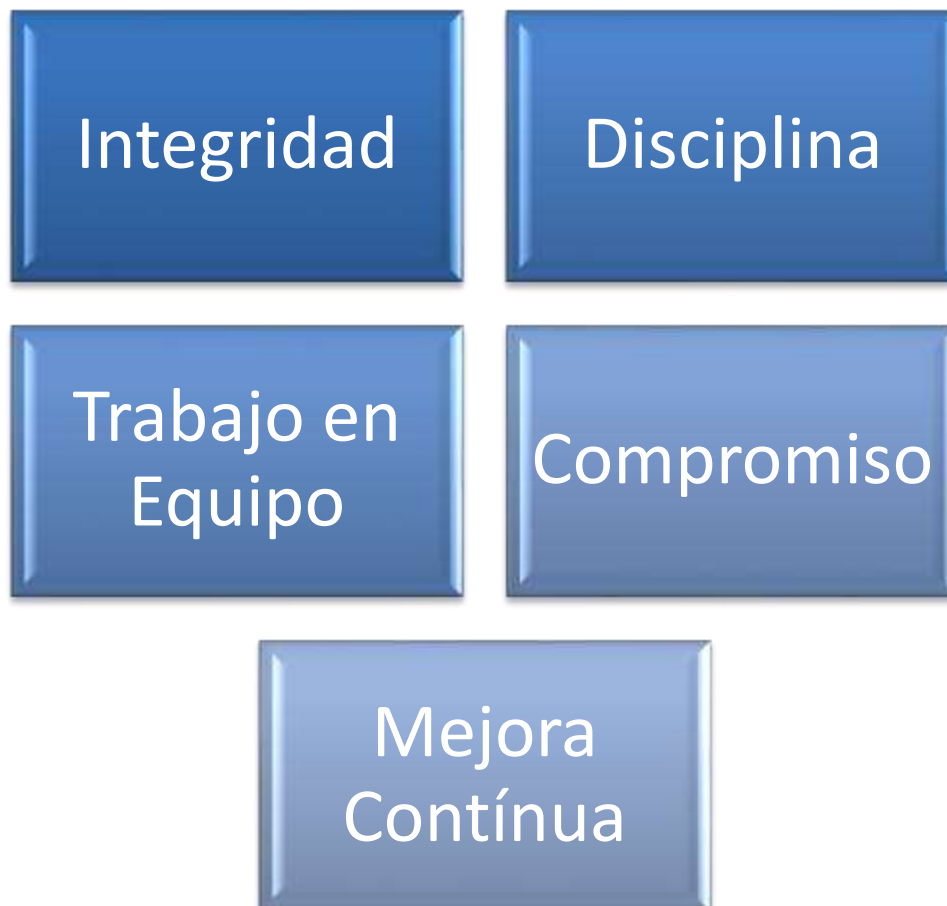 Integridad
Disciplina
Trabajo en
Equipo
Compromiso
Mejora
Contínua